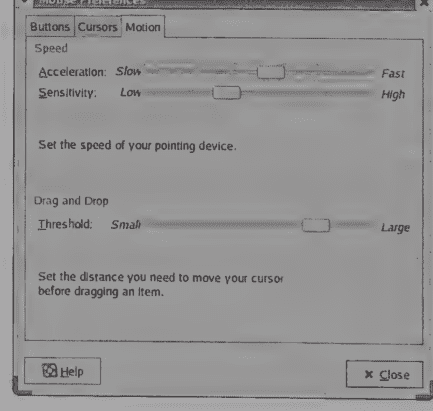 Mouse Preferences
Buttons Cursors Motion
Speed
Acceleration: Slow Fast
Sensitivity: Low High
Set the speed of your pointing device.
Drag and Drop
Threshold: Small Large
Set the distance you need to move your cursor
before dragging an item.
Help
Close